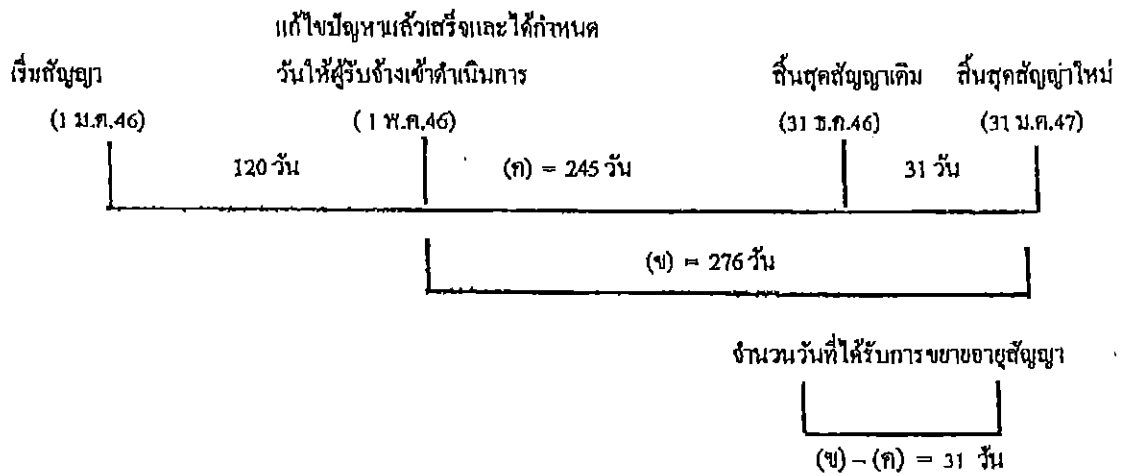 แก้ไขปัญหาแล้วเสร็จและได้กำหนด
เริ่มสัญญา วันให้ผู้รับจ้างเข้าดำเนินการ สิ้นสุดสัญญาเดิม สิ้นสุดสัญญาใหม่
(1 ม.ค.46) (1 พ.ค.46) (31 ธ.ค.46) (31 ม.ค.47)
120 วัน (ค) = 245 วัน 31 วัน
(ข) = 276 วัน
จำนวนวันที่ได้รับการขยายอายุสัญญา
(ข) – (ค) = 31 วัน